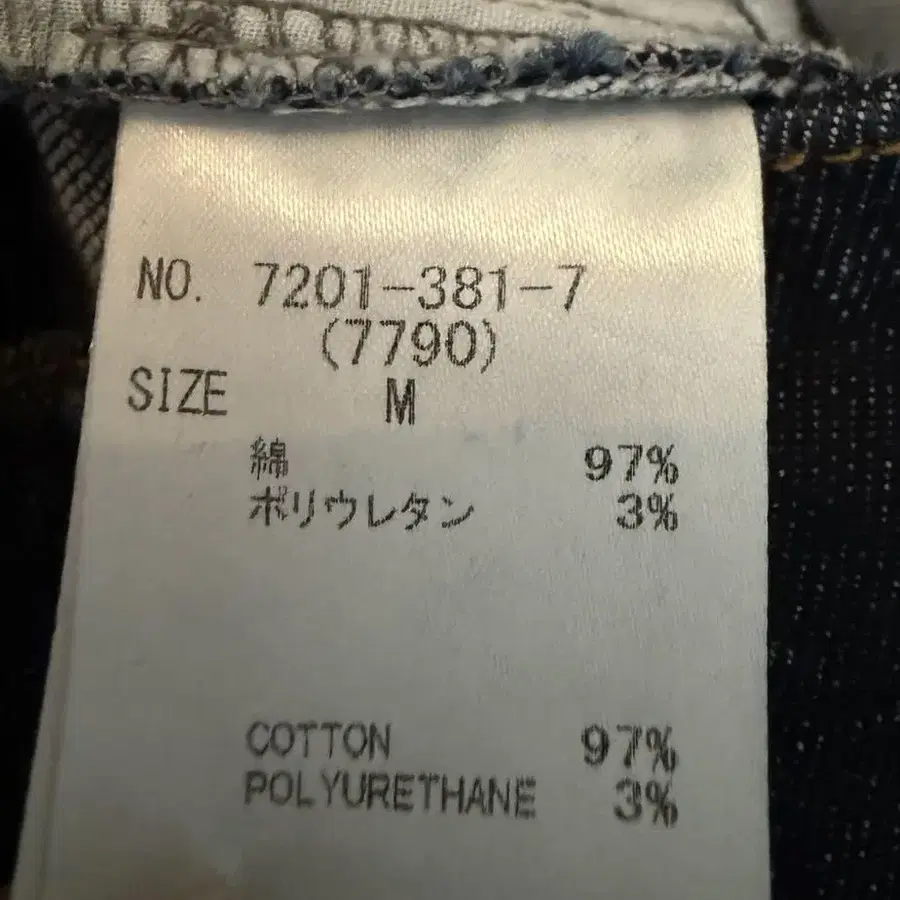 NO. 7201-381-7
(7790)
SIZE M
綿 97%
ポリウレタン 3%
COTTON 97%
POLYURETHANE 3%